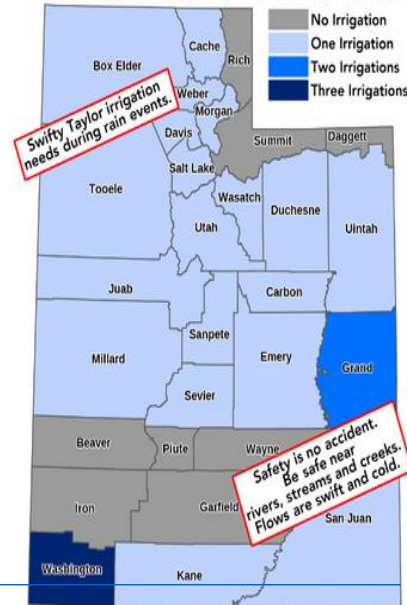 No Irrigation
One Irrigation
Two Irrigations
Three Irrigations
Cache
Rich
Box Elder
Weber
Morgan
Swifty Taylor irrigation
needs during rain events.
Davis
Summit
Daggett
Salt Lake
Tooele
Wasatch
Duchesne
Utah
Uintah
Juab
Carbon
Sanpete
Millard
Emery
Grand
Sevier
Beaver
Piute
Wayne
Safety is no accident.
Be safe near
rivers, streams and creeks.
Flows are swift and cold.
Iron
Garfield
San Juan
Washington
Kane